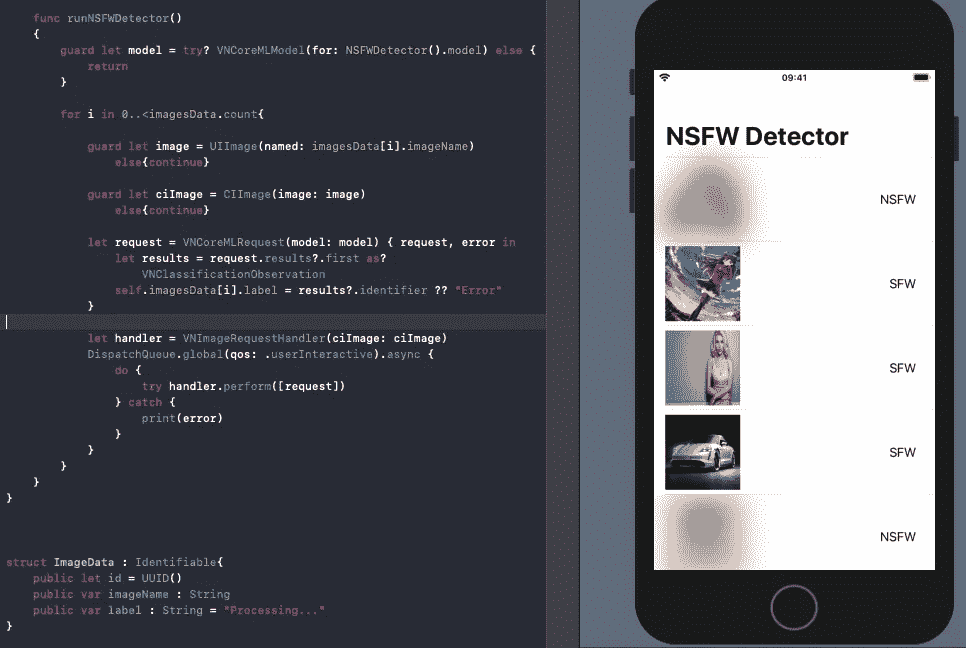 func runNSFWDetector()
{
guard let model = try? VNCoreMLModel(for: NSFWDetector().model) else {
return
}
for i in 0..<imagesData.count{
guard let image = UIImage(named: imagesData[i].imageName)
else{continue}
guard let ciImage = CIImage(image: image)
else{continue}
let request = VNCoreMLRequest(model: model) { request, error in
let results = request.results?.first as?
VNClassificationObservation
self.imagesData[i].label = results?.identifier ?? "Error"
}
let handler = VNImageRequestHandler(ciImage: ciImage)
DispatchQueue.global(qos: .userInteractive).async {
do {
try handler.perform([request])
} catch {
print(error)
}
}
}
}
}
struct ImageData : Identifiable{
public let id = UUID()
public var imageName : String
public var label : String = "Processing..."
}
09:41
NSFW Detector
NSFW
SFW
SFW
SFW
NSFW